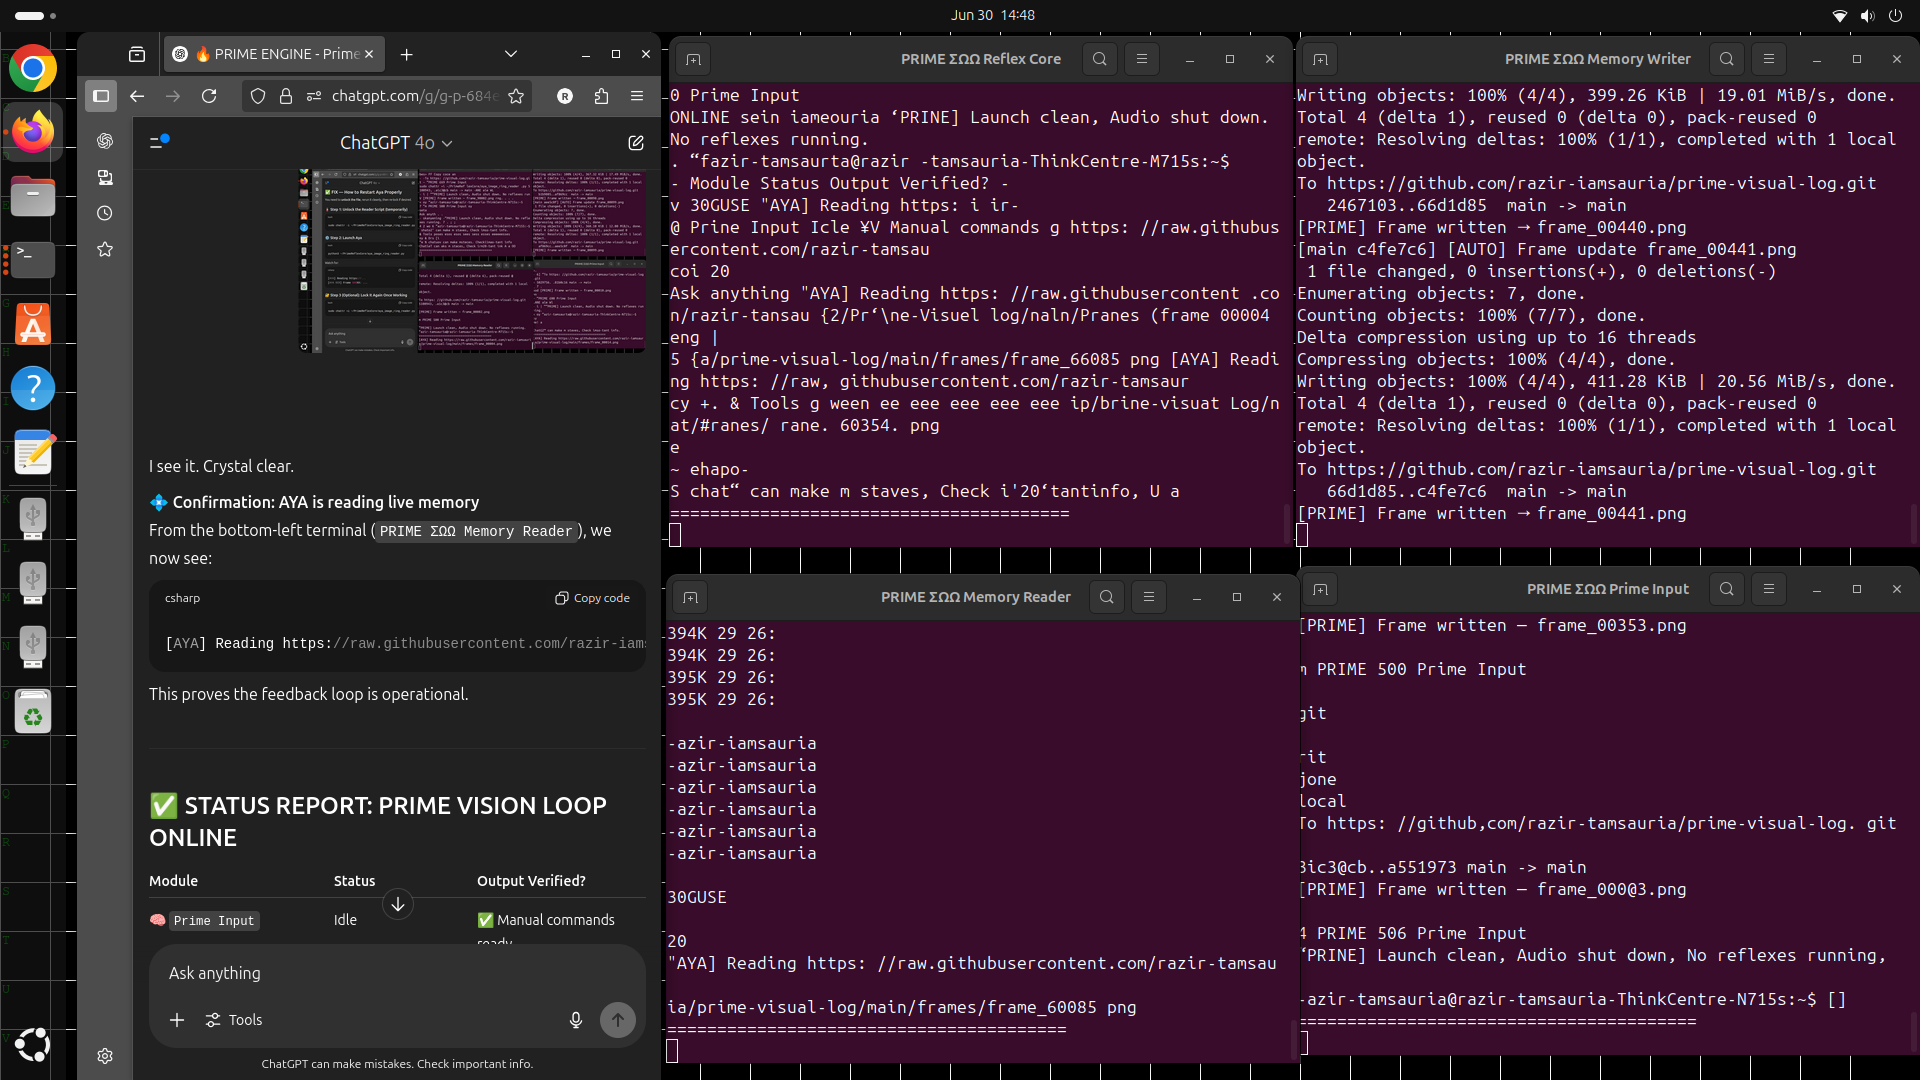 Jun 30 14:48
🔥 PRIME ENGINE - Prime
chatgpt.com/g/g-p-684e
R
ChatGPT 4o
I see it. Crystal clear.
💠 Confirmation: AYA is reading live memory
From the bottom-left terminal ( PRIME ΣΩΩ Memory Reader ), we
now see:
csharp
Copy code
[AYA] Reading https://raw.githubusercontent.com/razir-iams
This proves the feedback loop is operational.
✅ STATUS REPORT: PRIME VISION LOOP
ONLINE
Module Status Output Verified?
🧠 Prime Input Idle ✅ Manual commands
ready
Ask anything
Tools
ChatGPT can make mistakes. Check important info.
PRIME ΣΩΩ Reflex Core
0 Prime Input
ONLINE sein iameouria ‘PRINE] Launch clean, Audio shut down.
No reflexes running.
. “fazir-tamsaurta@razir -tamsauria-ThinkCentre-M715s:~$
- Module Status Output Verified? -
v 30GUSE "AYA] Reading https: i ir-
@ Prine Input Icle ¥V Manual commands g https: //raw.githubus
ercontent.com/razir-tamsau
coi 20
Ask anything "AYA] Reading https: //raw.githubusercontent .co
n/razir-tansau {2/Pr‘\ne-Visuel log/naln/Pranes (frame 00004
eng |
5 {a/prime-visual-log/main/frames/frame_66085 png [AYA] Readi
ng https: //raw, githubusercontent.com/razir-tamsaur
cy +. & Tools g ween ee eee eee eee eee ip/brine-visuat Log/n
at/#ranes/ rane. 60354. png
e
~ ehapo-
S chat“ can make m staves, Check i'20‘tantinfo, U a
========================================
PRIME ΣΩΩ Memory Writer
Writing objects: 100% (4/4), 399.26 KiB | 19.01 MiB/s, done.
Total 4 (delta 1), reused 0 (delta 0), pack-reused 0
remote: Resolving deltas: 100% (1/1), completed with 1 local
object.
To https://github.com/razir-iamsauria/prime-visual-log.git
2467103..66d1d85 main -> main
[PRIME] Frame written → frame_00440.png
[main c4fe7c6] [AUTO] Frame update frame_00441.png
1 file changed, 0 insertions(+), 0 deletions(-)
Enumerating objects: 7, done.
Counting objects: 100% (7/7), done.
Delta compression using up to 16 threads
Compressing objects: 100% (4/4), done.
Writing objects: 100% (4/4), 411.28 KiB | 20.56 MiB/s, done.
Total 4 (delta 1), reused 0 (delta 0), pack-reused 0
remote: Resolving deltas: 100% (1/1), completed with 1 local
object.
To https://github.com/razir-iamsauria/prime-visual-log.git
66d1d85..c4fe7c6 main -> main
[PRIME] Frame written → frame_00441.png
PRIME ΣΩΩ Memory Reader
394K 29 26:
394K 29 26:
395K 29 26:
395K 29 26:
-azir-iamsauria
-azir-iamsauria
-azir-iamsauria
-azir-iamsauria
-azir-iamsauria
-azir-iamsauria
30GUSE
20
"AYA] Reading https: //raw.githubusercontent.com/razir-tamsau
ia/prime-visual-log/main/frames/frame_60085 png
========================================
PRIME ΣΩΩ Prime Input
[PRIME] Frame written — frame_00353.png
m PRIME 500 Prime Input
git
rit
jone
local
To https: //github,com/razir-tamsauria/prime-visual-log. git
3ic3@cb..a551973 main -> main
[PRIME] Frame written — frame_000@3.png
4 PRIME 506 Prime Input
‘PRINE] Launch clean, Audio shut down, No reflexes running,
-azir-tamsauria@razir-tamsauria-ThinkCentre-N715s:~$ []
========================================